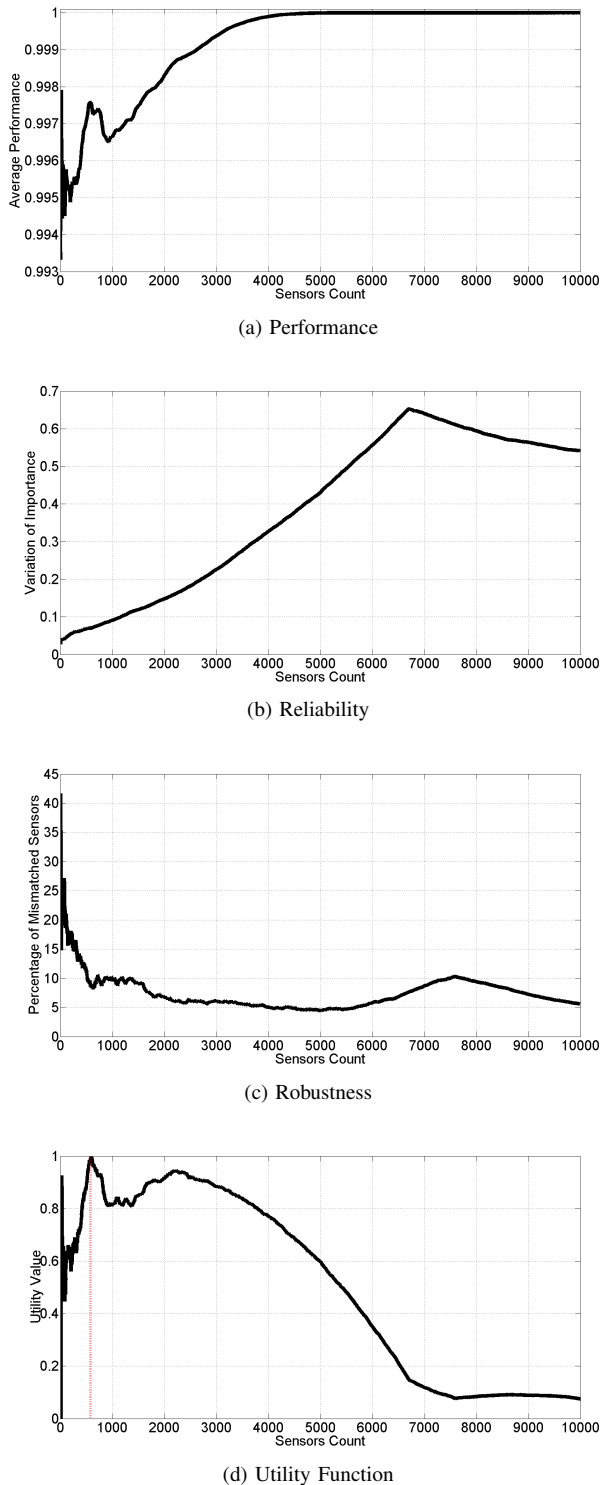 1
0.999
0.998
0.997
0.996
0.995
0.994
0.993
Average Performance
0 1000 2000 3000 4000 5000 6000 7000 8000 9000 10000
Sensors Count
(a) Performance
0.7
0.6
0.5
0.4
0.3
0.2
0.1
0
Variation of Importance
0 1000 2000 3000 4000 5000 6000 7000 8000 9000 10000
Sensors Count
(b) Reliability
45
40
35
30
25
20
15
10
5
0
Percentage of Mismatched Sensors
0 1000 2000 3000 4000 5000 6000 7000 8000 9000 10000
Sensors Count
(c) Robustness
1
0.8
0.6
0.4
0.2
0
Utility Value
0 1000 2000 3000 4000 5000 6000 7000 8000 9000 10000
Sensors Count
(d) Utility Function